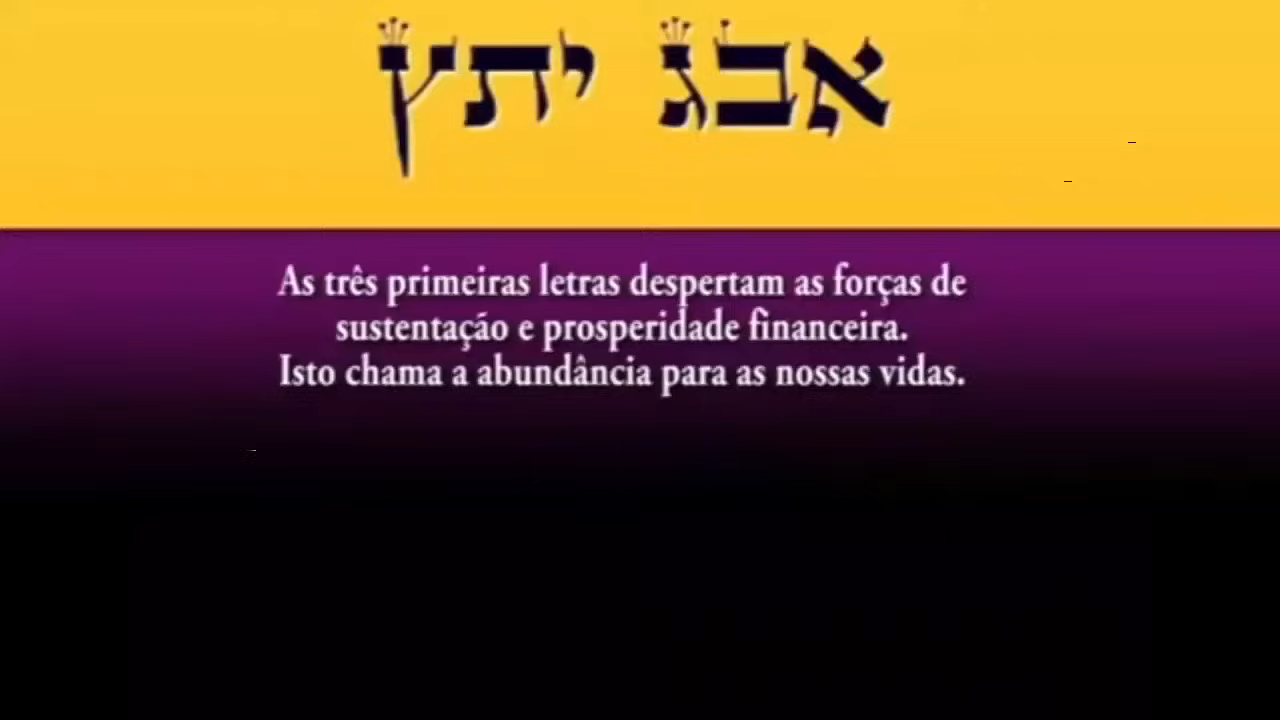 אבג יתץ
As três primeiras letras despertam as forças de
sustentação e prosperidade financeira.
Isto chama a abundância para as nossas vidas.